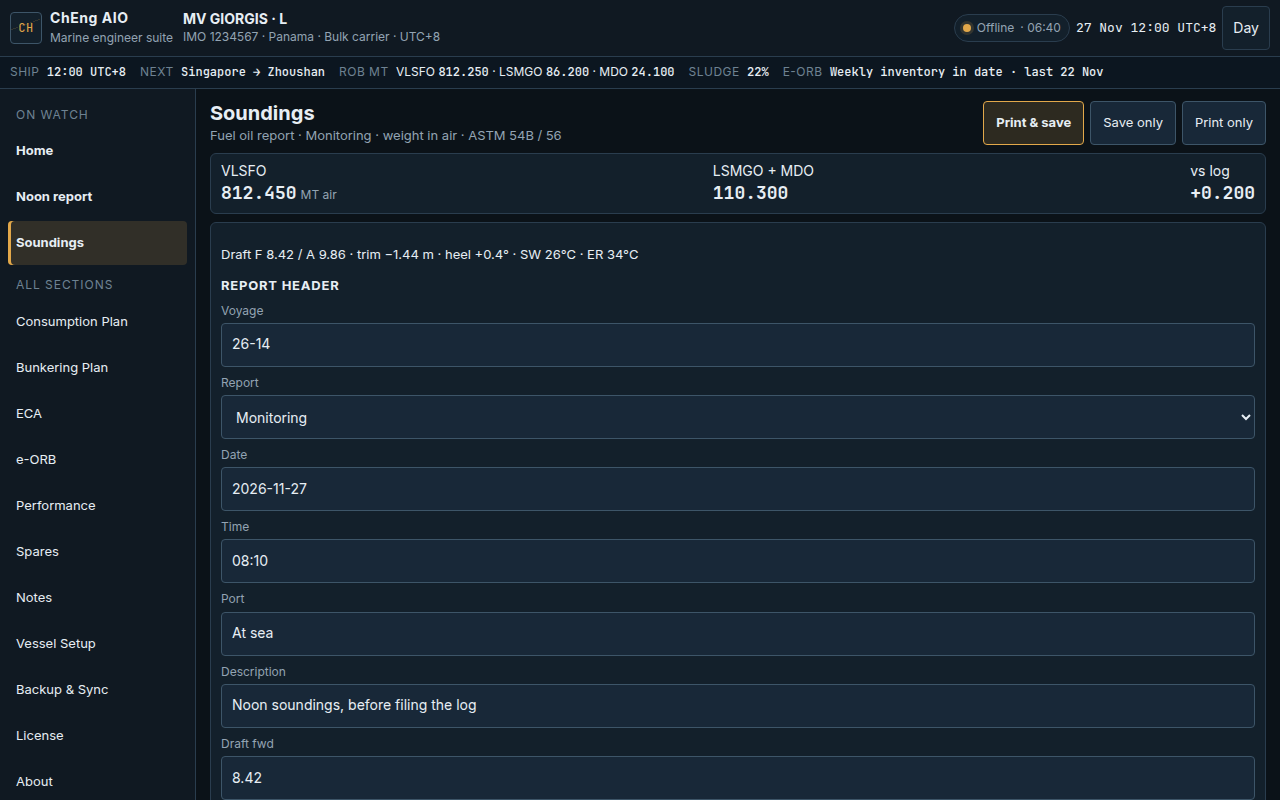 CH
ChEng AIO
Marine engineer suite
MV GIORGIS · L
IMO 1234567 · Panama · Bulk carrier · UTC+8
Offline · 06:40
27 Nov 12:00 UTC+8
Day
SHIP 12:00 UTC+8 NEXT Singapore → Zhoushan ROB MT VLSFO 812.250 · LSMGO 86.200 · MDO 24.100 SLUDGE 22% E-ORB Weekly inventory in date · last 22 Nov
ON WATCH
Home
Noon report
Soundings
ALL SECTIONS
Consumption Plan
Bunkering Plan
ECA
e-ORB
Performance
Spares
Notes
Vessel Setup
Backup & Sync
License
About
Soundings
Fuel oil report · Monitoring · weight in air · ASTM 54B / 56
Print & save
Save only
Print only
VLSFO
812.450 MT air
LSMGO + MDO
110.300
vs log
+0.200
Draft F 8.42 / A 9.86 · trim −1.44 m · heel +0.4° · SW 26°C · ER 34°C
REPORT HEADER
Voyage
26-14
Report
Monitoring
Date
2026-11-27
Time
08:10
Port
At sea
Description
Noon soundings, before filing the log
Draft fwd
8.42